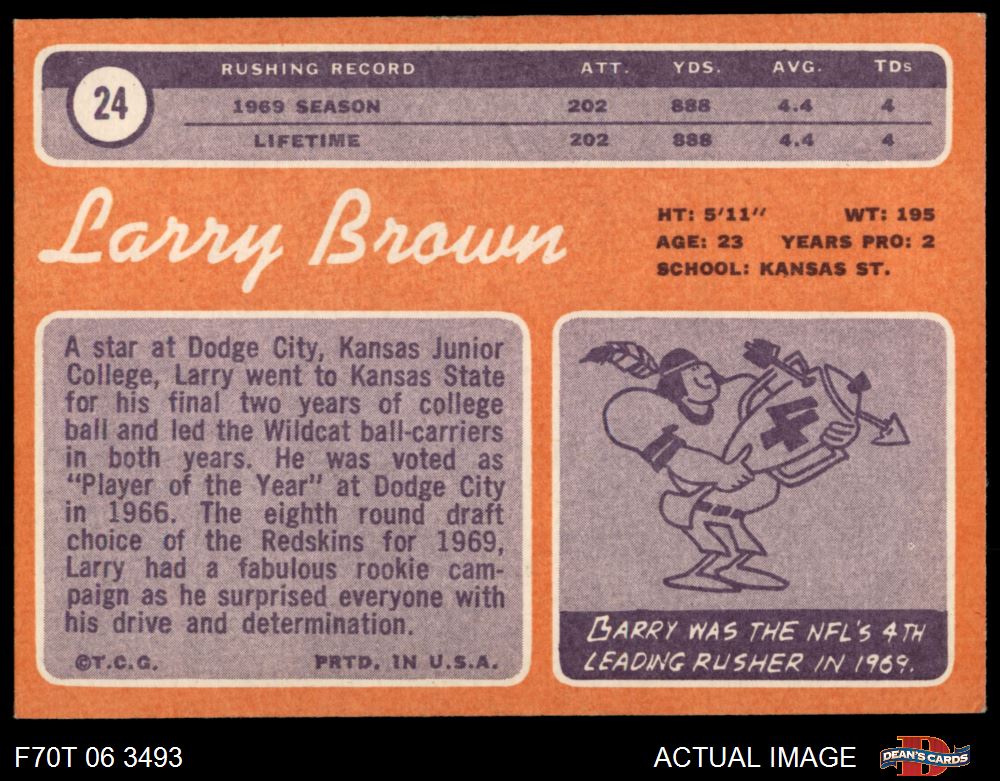 24
RUSHING RECORD ATT. YDS. AVG. TDs
1969 SEASON 202 888 4.4 4
LIFETIME 202 888 4.4 4
Larry Brown
HT: 5'11" WT: 195
AGE: 23 YEARS PRO: 2
SCHOOL: KANSAS ST.
A star at Dodge City, Kansas Junior
College, Larry went to Kansas State
for his final two years of college
ball and led the Wildcat ball-carriers
in both years. He was voted as
"Player of the Year" at Dodge City
in 1966. The eighth round draft
choice of the Redskins for 1969,
Larry had a fabulous rookie cam-
paign as he surprised everyone with
his drive and determination.
©T.C.G. PRTD. IN U.S.A.
4
BARRY WAS THE NFL'S 4TH
LEADING RUSHER IN 1969.
F70T 06 3493
ACTUAL IMAGE
D
DEAN'S CARDS